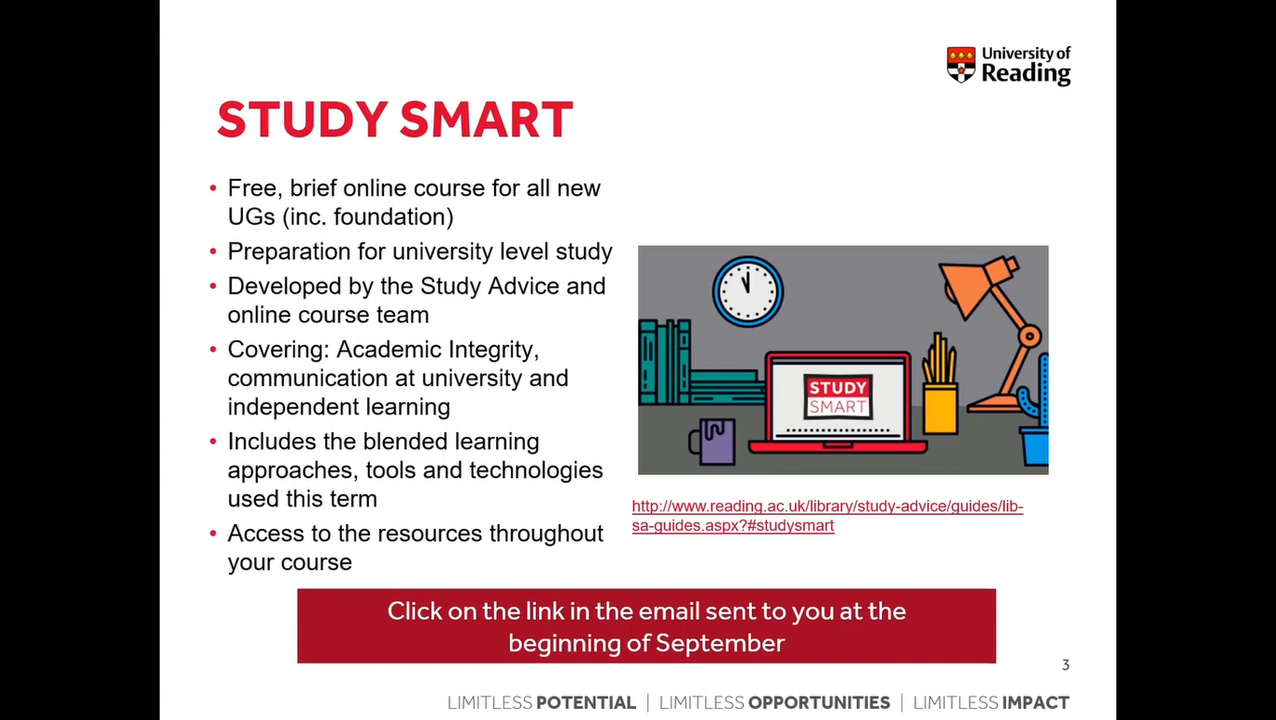 University of
Reading
STUDY SMART
• Free, brief online course for all new
UGs (inc. foundation)
• Preparation for university level study
• Developed by the Study Advice and
online course team
• Covering: Academic Integrity,
communication at university and
independent learning
• Includes the blended learning
approaches, tools and technologies
used this term
• Access to the resources throughout
your course
STUDY
SMART
http://www.reading.ac.uk/library/study-advice/guides/lib-
sa-guides.aspx?#studysmart
Click on the link in the email sent to you at the
beginning of September
3
LIMITLESS POTENTIAL | LIMITLESS OPPORTUNITIES | LIMITLESS IMPACT